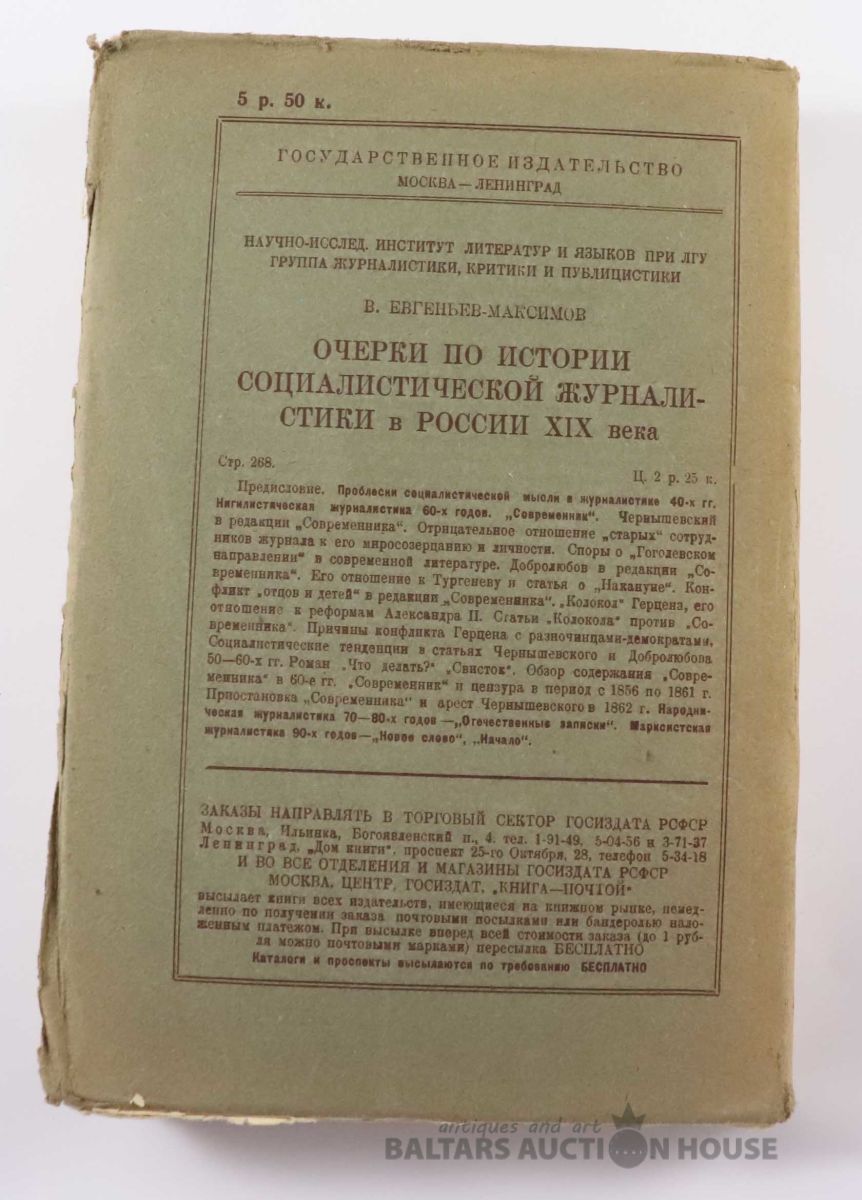 5 р. 50 к.
ГОСУДАРСТВЕННОЕ ИЗДАТЕЛЬСТВО
МОСКВА — ЛЕНИНГРАД
НАУЧНО-ИССЛЕД. ИНСТИТУТ ЛИТЕРАТУР И ЯЗЫКОВ ПРИ ЛГУ
ГРУППА ЖУРНАЛИСТИКИ, КРИТИКИ И ПУБЛИЦИСТИКИ
В. ЕВГЕНЬЕВ-МАКСИМОВ
ОЧЕРКИ ПО ИСТОРИИ
СОЦИАЛИСТИЧЕСКОЙ ЖУРНАЛИ-
СТИКИ в РОССИИ XIX века
Стр. 268.
Ц. 2 р. 25 к.
Предисловие. Проблески социалистической мысли в журналистике 40-х гг.
Нигилистическая журналистика 60-х годов. „Современник“. Чернышевский
в редакции „Современника“. Отрицательное отношение „старых“ сотруд-
ников журнала к его миросозерцанию и личности. Споры о „Гоголевском
направлении“ в современной литературе. Добролюбов в редакции „Со-
временника“. Его отношение к Тургеневу и статья о „Накануне“. Кон-
фликт „отцов и детей“ в редакции „Современника“. „Колокол“ Герцена, его
отношение к реформам Александра II. Статьи „Колокола“ против „Со-
временника“. Причины конфликта Герцена с разночинцами-демократами.
Социалистические тенденции в статьях Чернышевского и Добролюбова
50—60-х гг. Роман „Что делать?“ „Свисток“. Обзор содержания „Совре-
менника“ в 60-е гг. „Современник“ и цензура в период с 1856 по 1861 г.
Приостановка „Современника“ и арест Чернышевского в 1862 г. Народни-
ческая журналистика 70—80-х годов —„Отечественные записки“. Марксистская
журналистика 90-х годов—„Новое слово“, „Начало“.
ЗАКАЗЫ НАПРАВЛЯТЬ В ТОРГОВЫЙ СЕКТОР ГОСИЗДАТА РСФСР
Москва, Ильинка, Богоявленский п., 4. тел. 1-91-49, 5-04-56 и 3-71-37
Ленинград, „Дом книги“, проспект 25-го Октября, 28, телефон 5-34-18
И ВО ВСЕ ОТДЕЛЕНИЯ И МАГАЗИНЫ ГОСИЗДАТА РСФСР
МОСКВА, ЦЕНТР, ГОСИЗДАТ, „КНИГА—ПОЧТОЙ“
высылает книги всех издательств, имеющиеся на книжном рынке, немед-
ленно по получении заказа почтовыми посылками или бандеролью нало-
женным платежом. При высылке вперед всей стоимости заказа (до 1 руб-
ля можно почтовыми марками) пересылка БЕСПЛАТНО
Каталоги и проспекты высылаются по требованию БЕСПЛАТНО
antiques and art
BALTARS AUCTION HOUSE